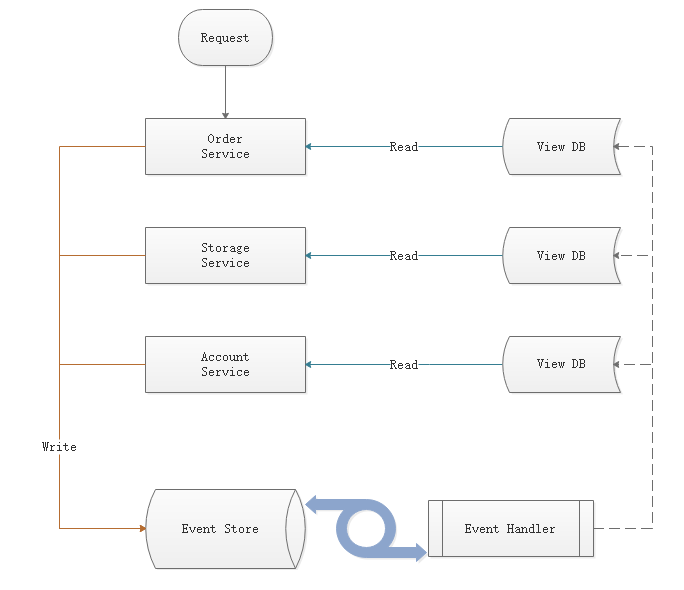 Request
Order
Service
Read
View DB
Storage
Service
Read
View DB
Account
Service
Read
View DB
Write
Event Store
Event Handler